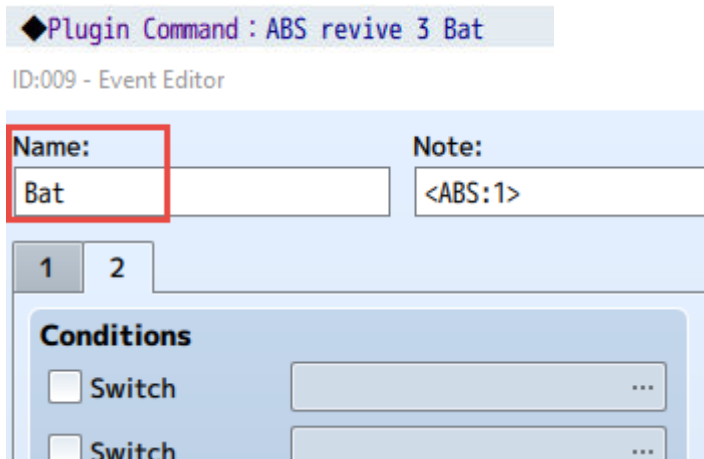 ◆Plugin Command：ABS revive 3 Bat
ID:009 - Event Editor
Name: Note:
Bat <ABS:1>
1 2
Conditions
Switch ...
Switch ...